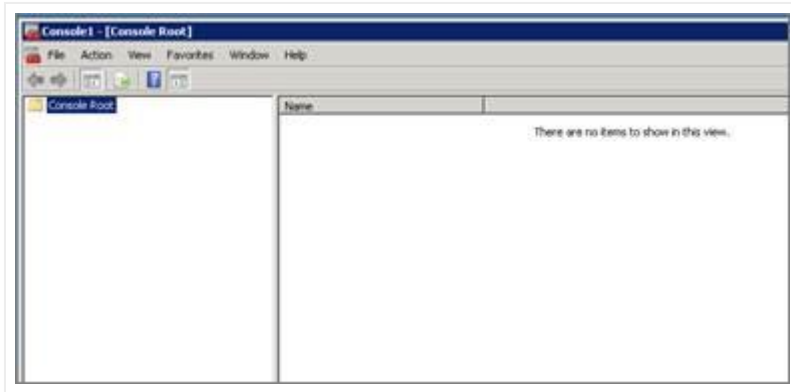 Console1 - [Console Root]
File Action View Favorites Window Help
Console Root
Name
There are no items to show in this view.